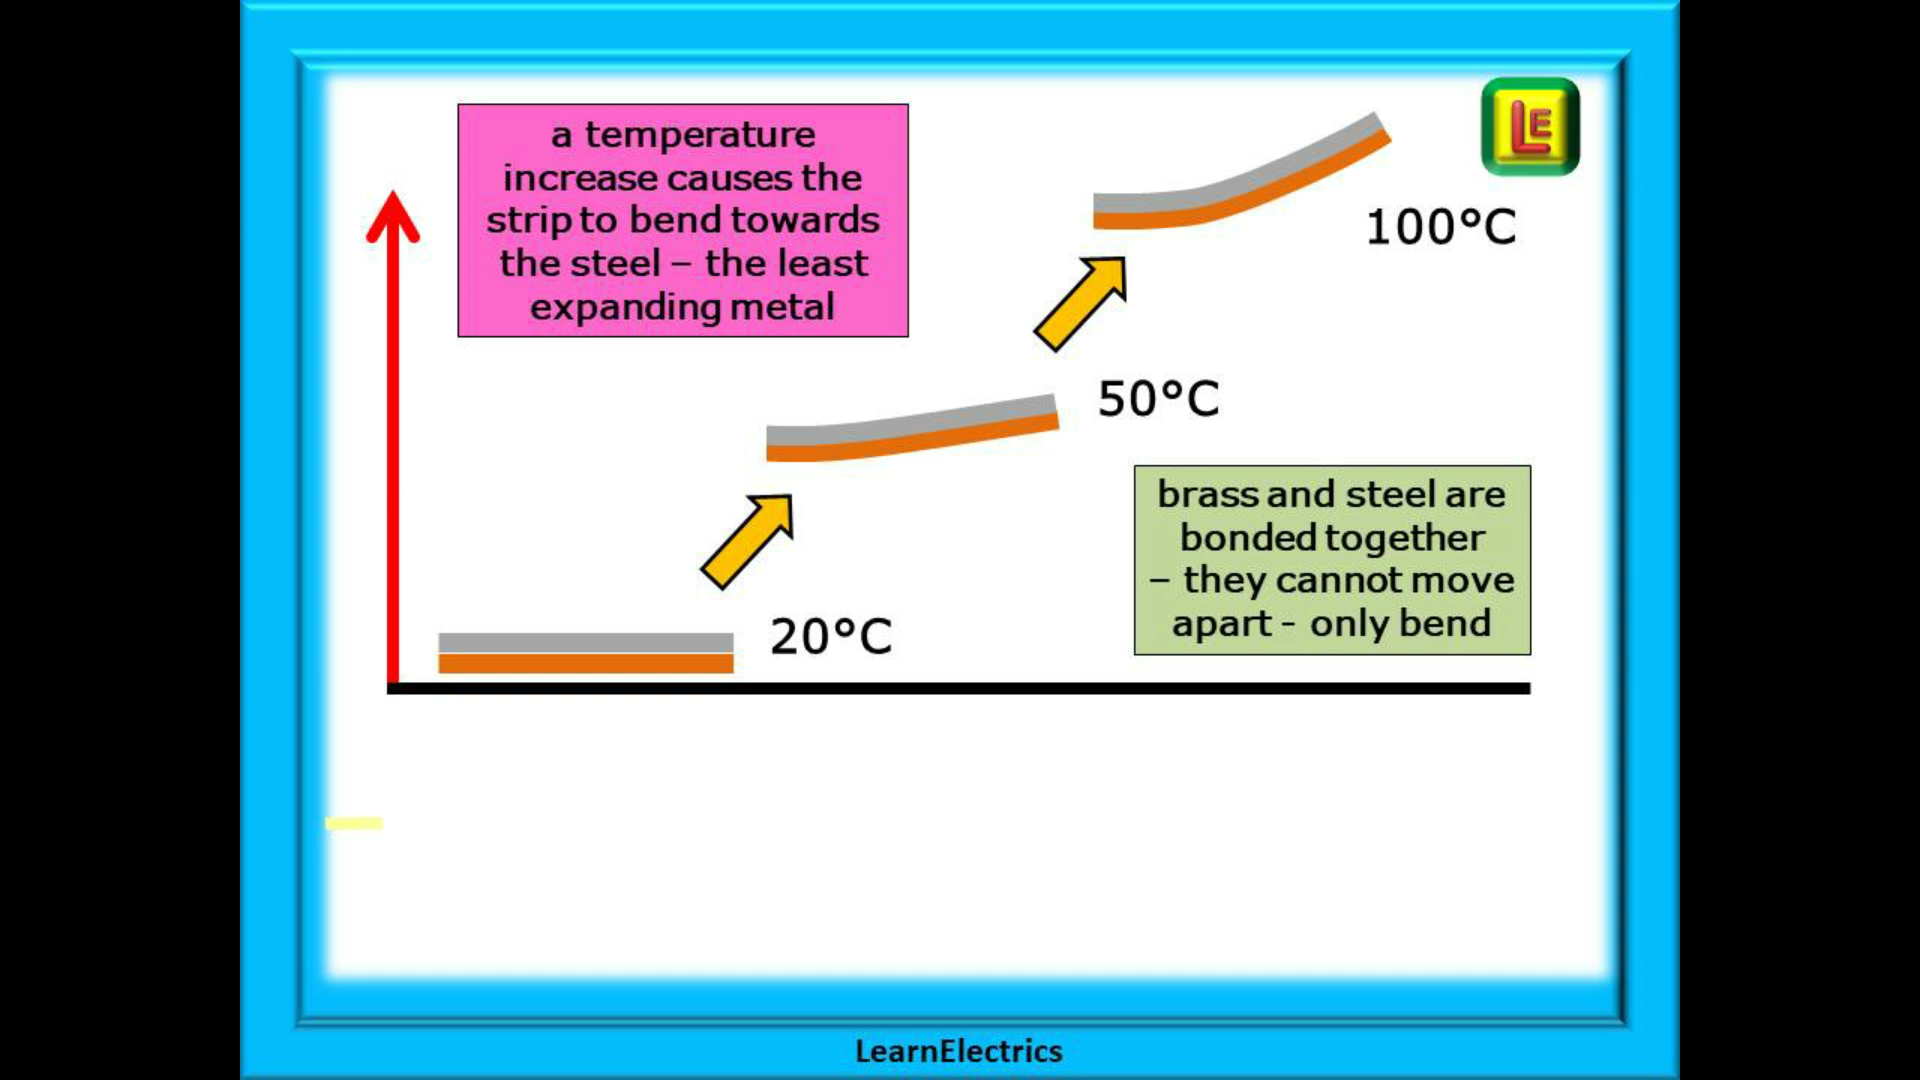 a temperature
increase causes the
strip to bend towards
the steel – the least
expanding metal
LE
100°C
50°C
brass and steel are
bonded together
– they cannot move
apart - only bend
20°C
LearnElectrics